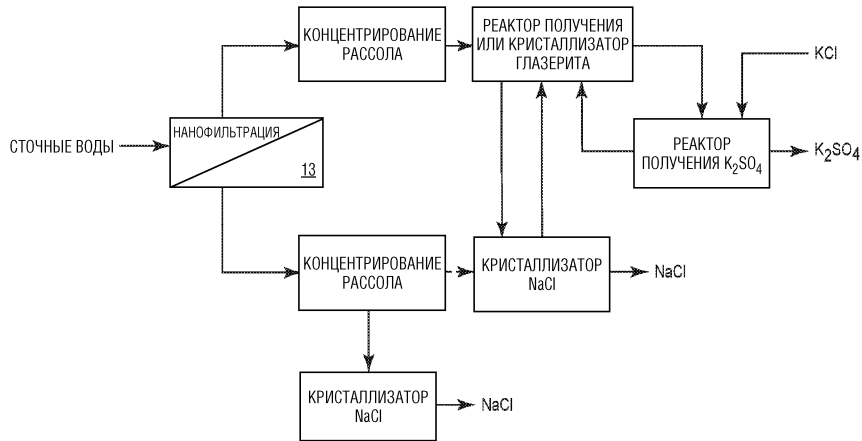 КОНЦЕНТРИРОВАНИЕ
РАССОЛА
РЕАКТОР ПОЛУЧЕНИЯ
ИЛИ КРИСТАЛЛИЗАТОР
ГЛАЗЕРИТА
KCl
СТОЧНЫЕ ВОДЫ
НАНОФИЛЬТРАЦИЯ
13
РЕАКТОР
ПОЛУЧЕНИЯ K₂SO₄
K₂SO₄
КОНЦЕНТРИРОВАНИЕ
РАССОЛА
КРИСТАЛЛИЗАТОР
NaCl
NaCl
КРИСТАЛЛИЗАТОР
NaCl
NaCl